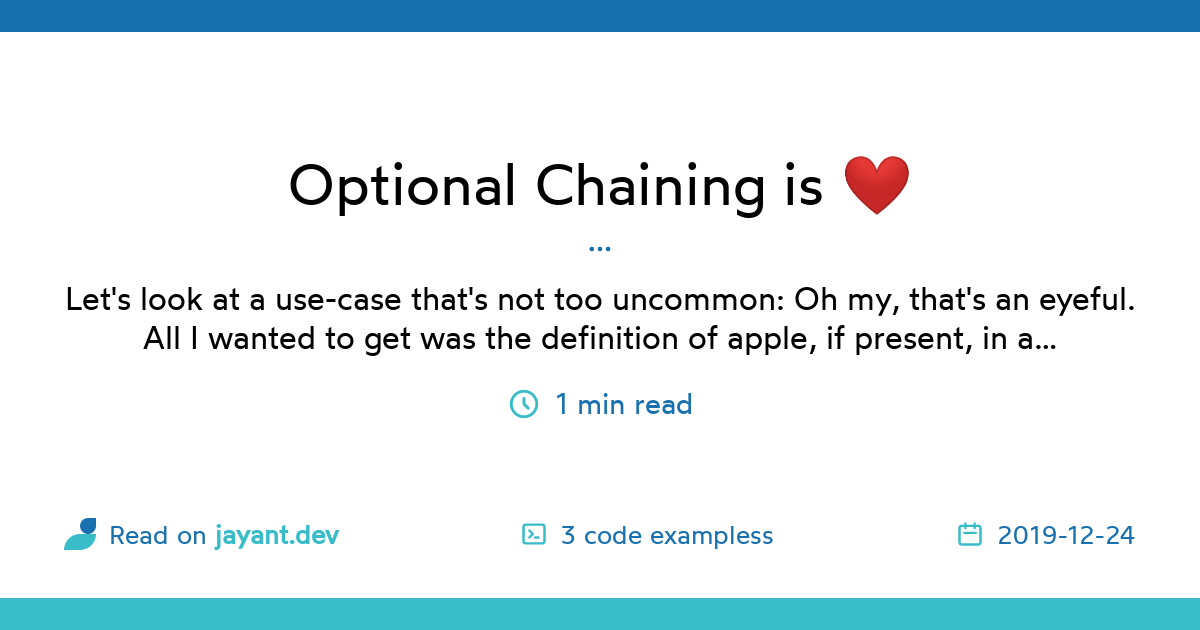 Optional Chaining is ❤️
...
Let's look at a use-case that's not too uncommon: Oh my, that's an eyeful.
All I wanted to get was the definition of apple, if present, in a...
1 min read
Read on jayant.dev
3 code exampless
2019-12-24